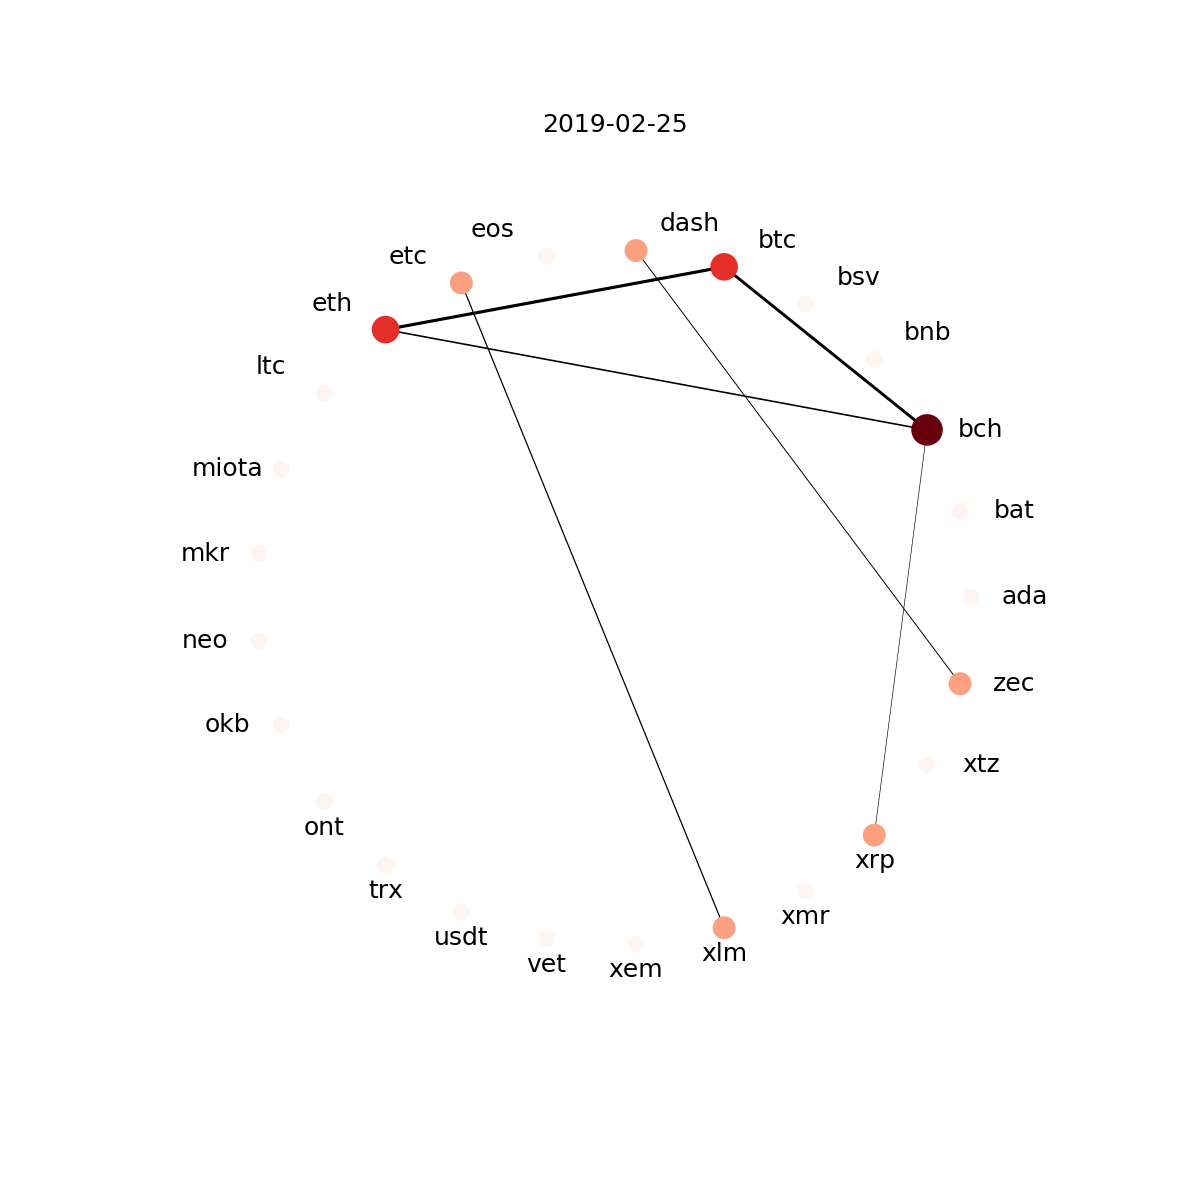 2019-02-25
dash
eos
btc
etc
bsv
eth
bnb
ltc
bch
miota
bat
mkr
ada
neo
zec
okb
xtz
ont
xrp
trx
xmr
usdt
xlm
vet
xem